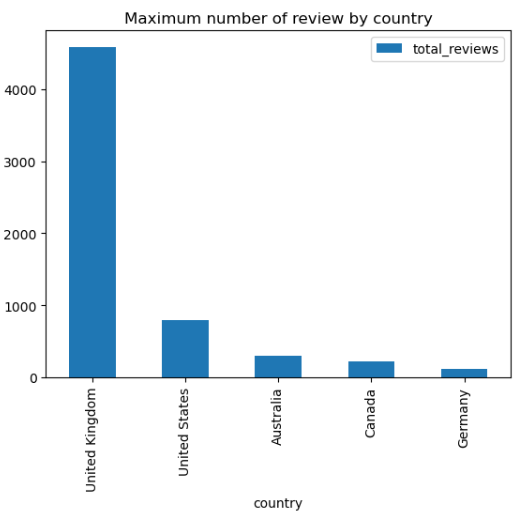 Maximum number of review by country
total_reviews
4000
3000
2000
1000
0
United Kingdom
United States
Australia
Canada
Germany
country